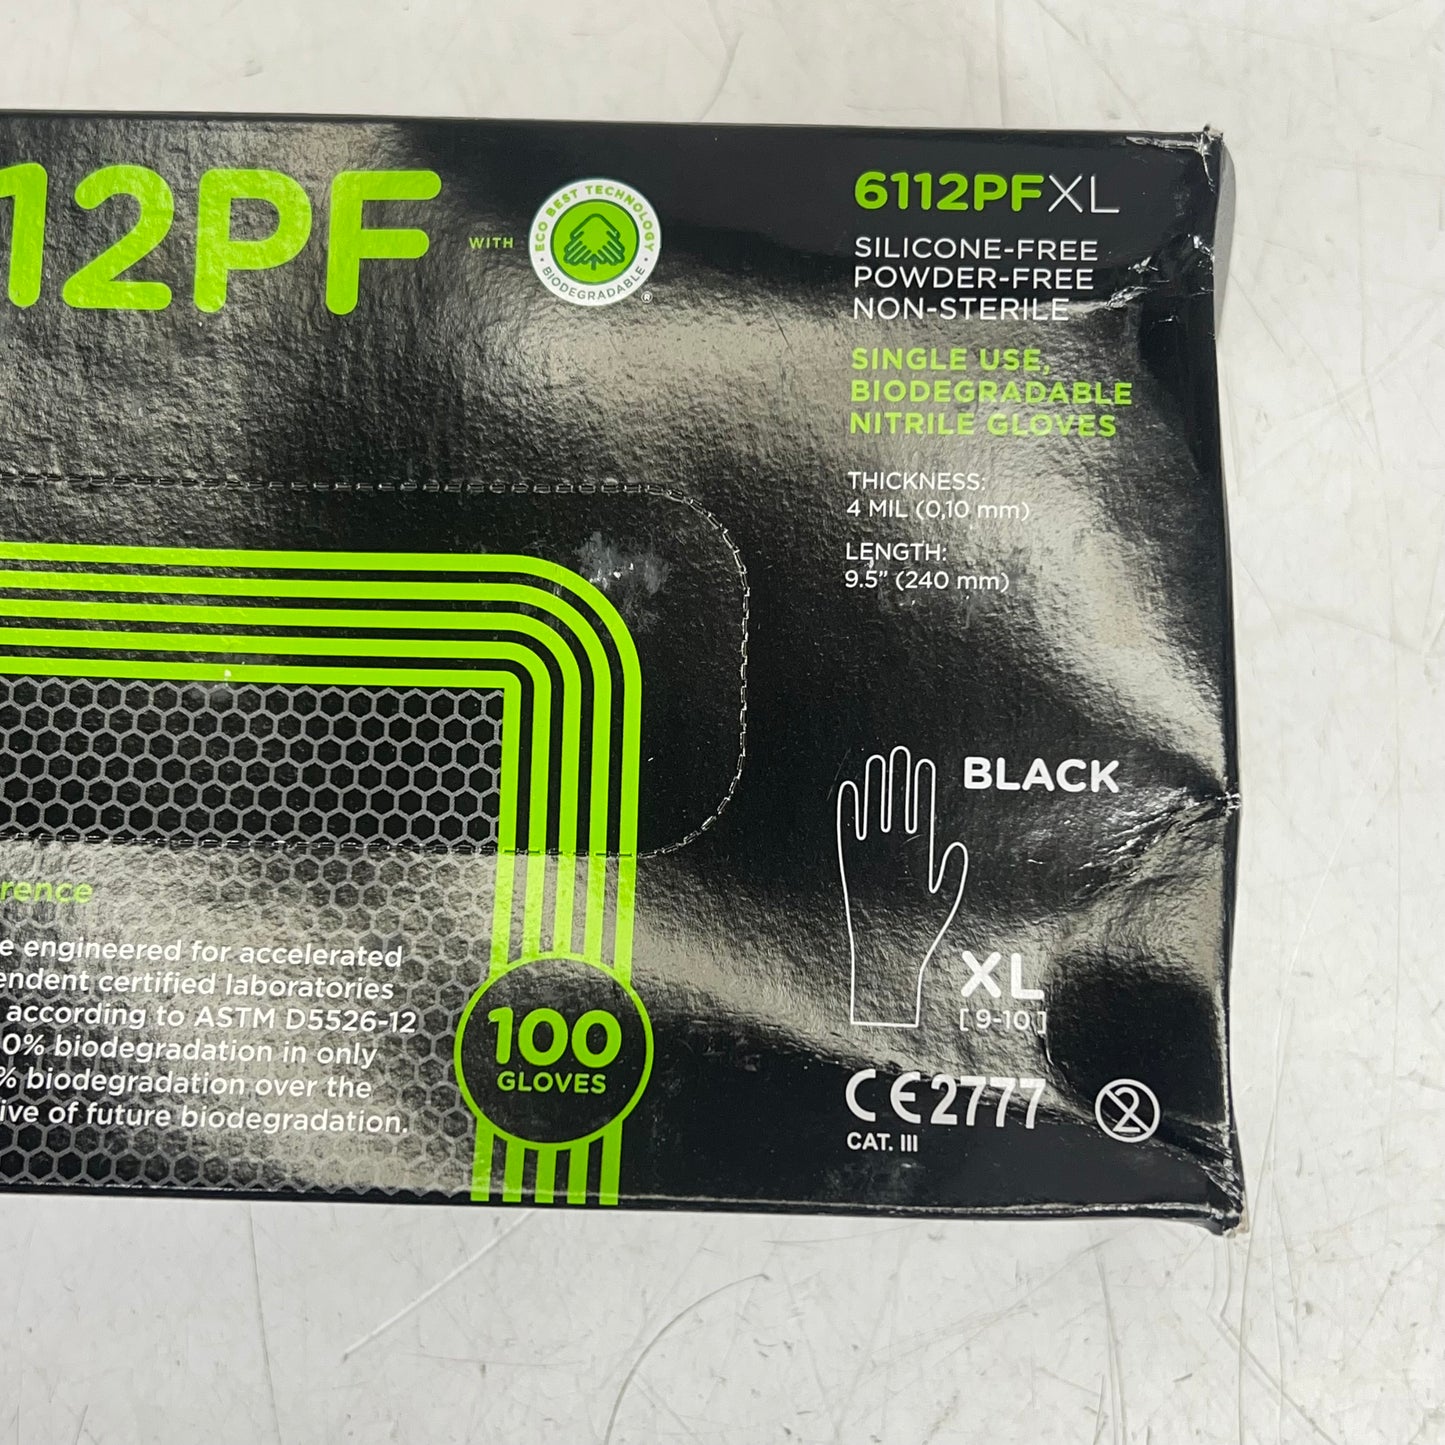 12PF
WITH
ECO BEST TECHNOLOGY
BIODEGRADABLE
®
6112PFXL
SILICONE-FREE
POWDER-FREE
NON-STERILE
SINGLE USE,
BIODEGRADABLE
NITRILE GLOVES
THICKNESS:
4 MIL (0,10 mm)
LENGTH:
9.5” (240 mm)
BLACK
XL
[ 9-10 ]
CE2777
CAT. III
2
rence
e engineered for accelerated
endent certified laboratories
according to ASTM D5526-12
0% biodegradation in only
% biodegradation over the
ive of future biodegradation.
100
GLOVES